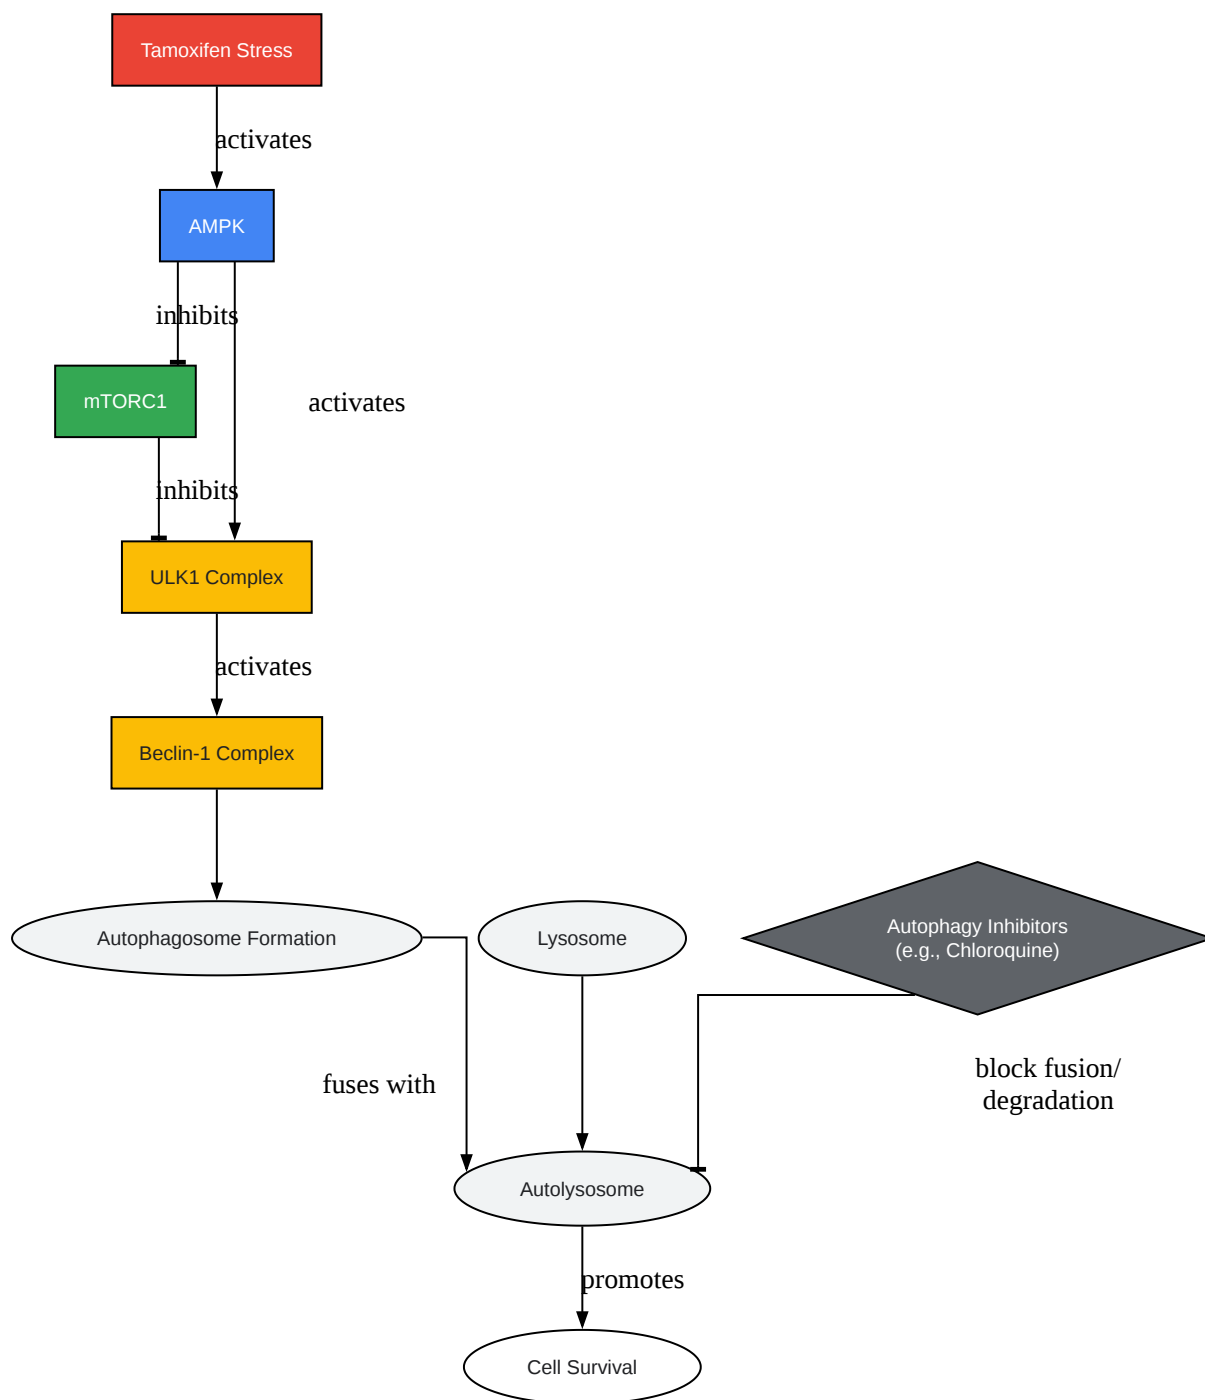 Tamoxifen Stress
activates
AMPK
inhibits
mTORC1
activates
inhibits
ULK1 Complex
activates
Beclin-1 Complex
Autophagosome Formation
Lysosome
Autophagy Inhibitors
(e.g., Chloroquine)
fuses with
block fusion/
degradation
Autolysosome
promotes
Cell Survival